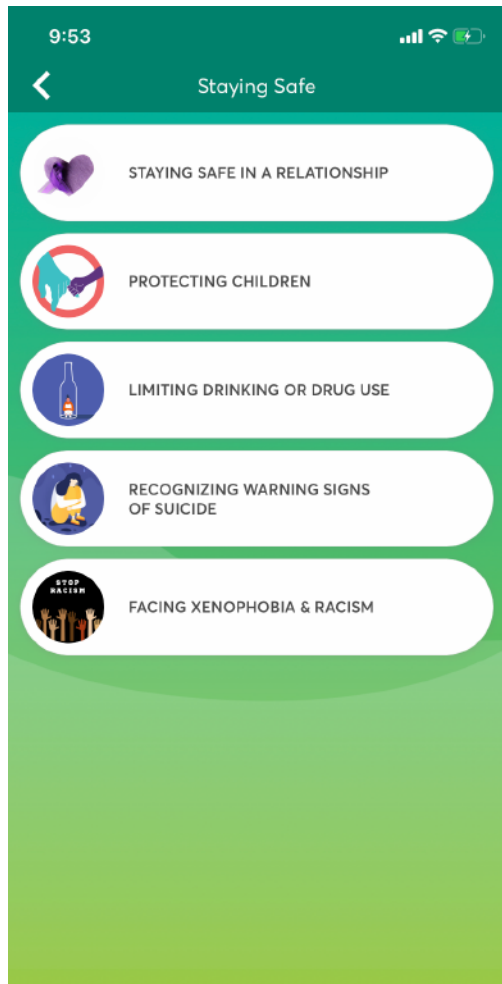 9:53
Staying Safe
STAYING SAFE IN A RELATIONSHIP
PROTECTING CHILDREN
LIMITING DRINKING OR DRUG USE
RECOGNIZING WARNING SIGNS
OF SUICIDE
STOP
RACISM
FACING XENOPHOBIA & RACISM